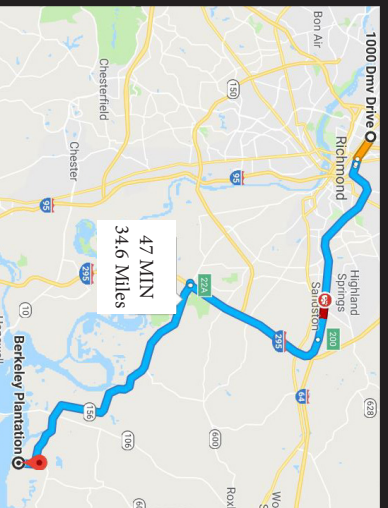 Bon Air
1000 Dmv Drive
150
Chesterfield
Richmond
95
Chester
Highland
Springs
Sandston
200
95
295
22A
295
64
628
47 MIN
34.6 Miles
10
600
156
106
Berkeley Plantation